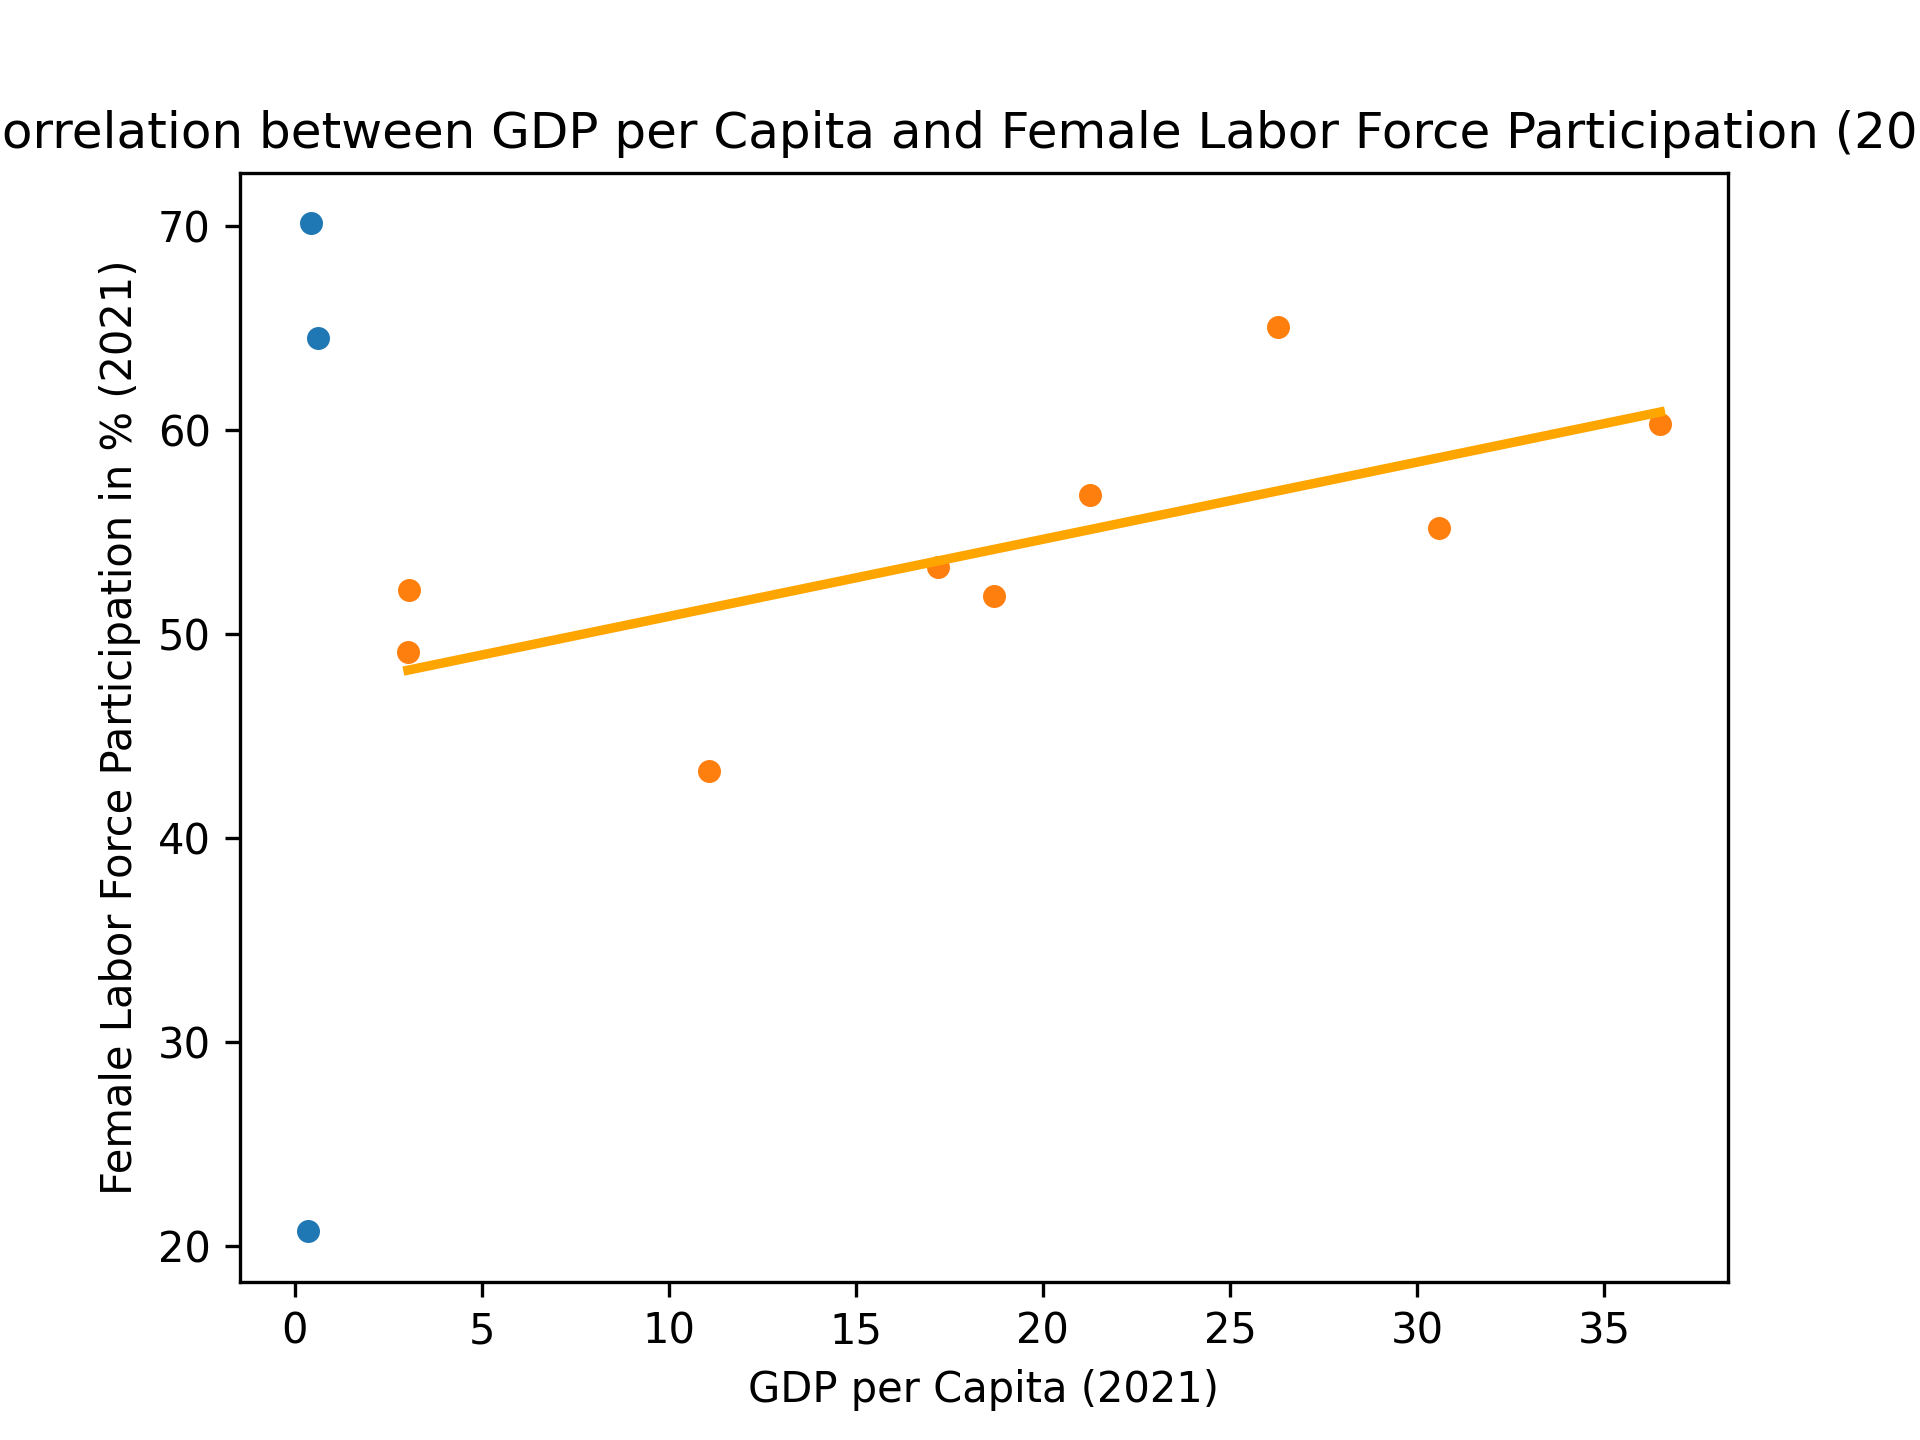 orrelation between GDP per Capita and Female Labor Force Participation (20
Female Labor Force Participation in % (2021)
70
60
50
40
30
20
0 5 10 15 20 25 30 35
GDP per Capita (2021)